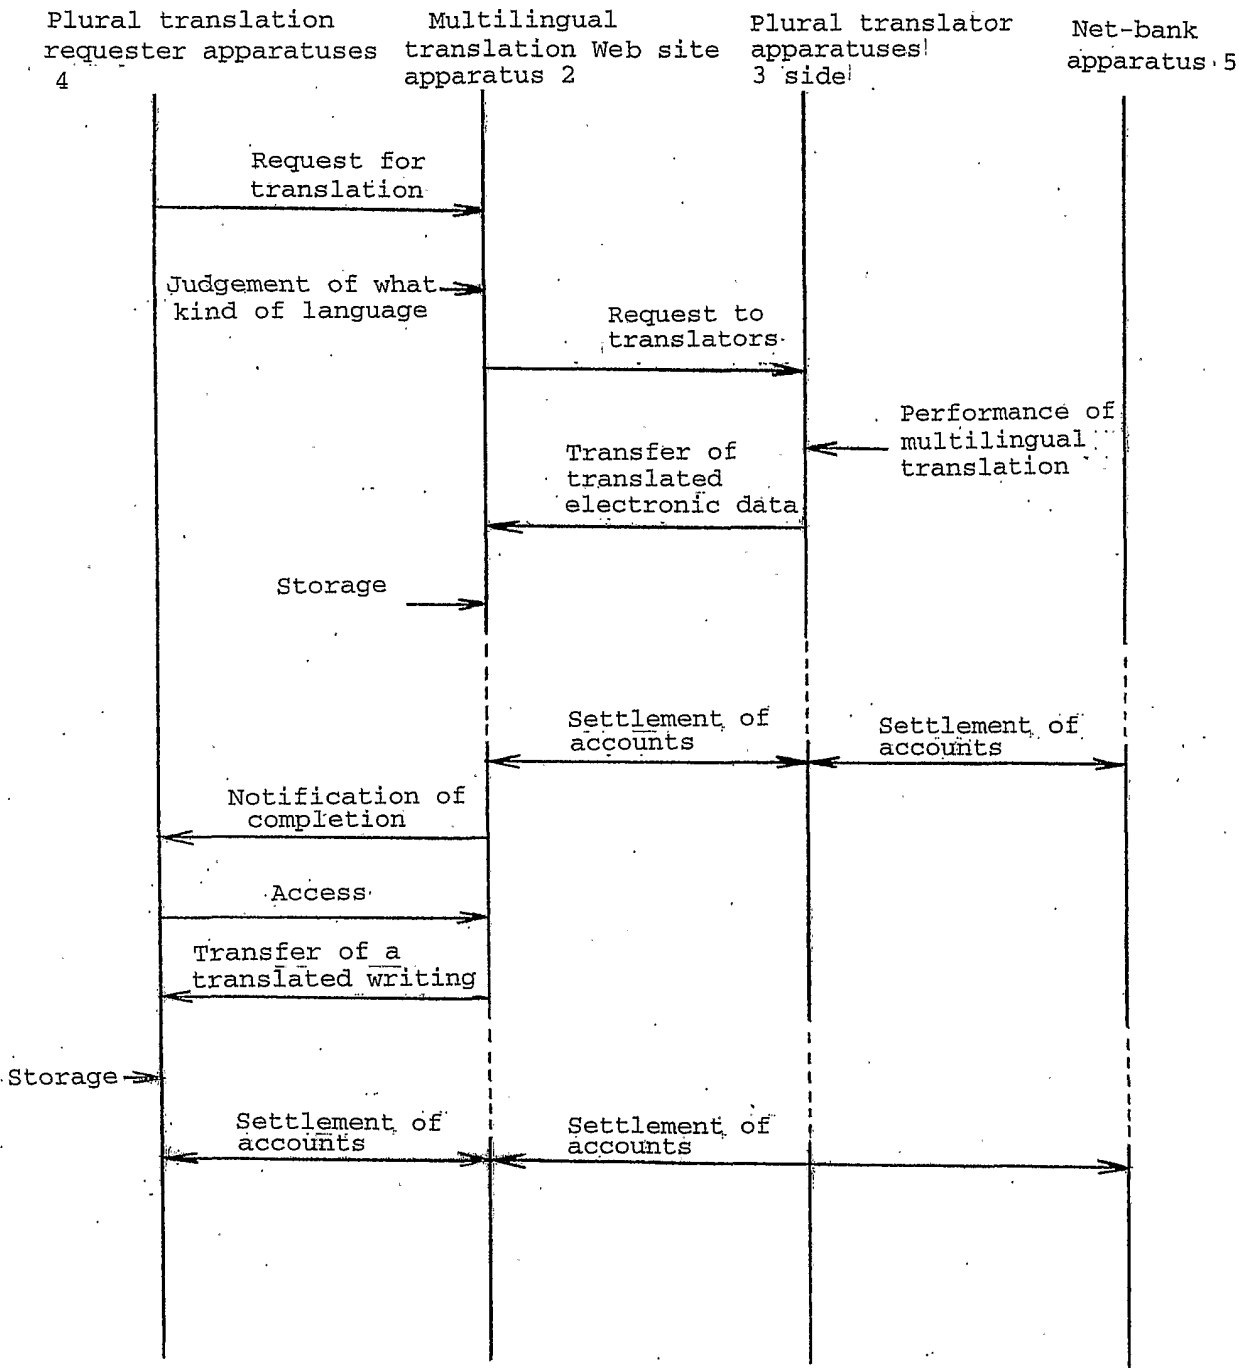 Plural translation
requester apparatuses
4
Multilingual
translation Web site
apparatus 2
Plural translator
apparatuses
3 side
Net-bank
apparatus 5
Request for
translation
Judgement of what
kind of language
Request to
translators
Performance of
multilingual
translation
Transfer of
translated
electronic data
Storage
Settlement of
accounts
Settlement of
accounts
Notification of
completion
Access
Transfer of a
translated writing
Storage
Settlement of
accounts
Settlement of
accounts